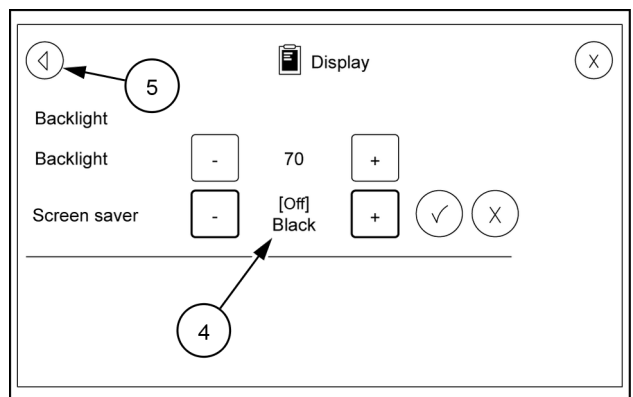 Display
X
5
Backlight
Backlight - 70 +
Screen saver - [Off] + X
Black
4